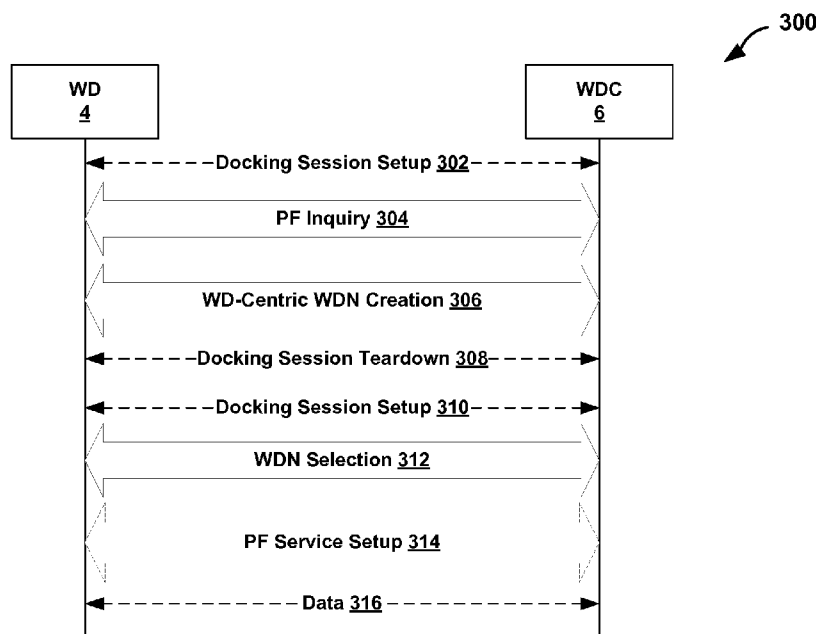 300
WD
4
WDC
6
Docking Session Setup 302
PF Inquiry 304
WD-Centric WDN Creation 306
Docking Session Teardown 308
Docking Session Setup 310
WDN Selection 312
PF Service Setup 314
Data 316